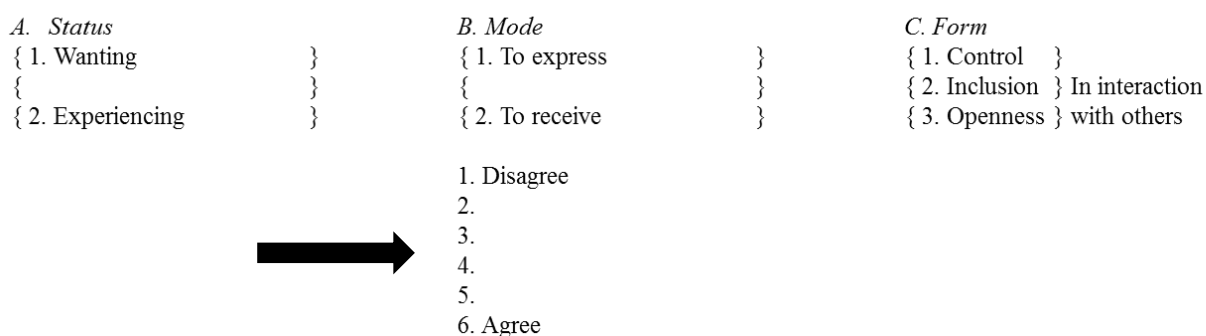 A. Status B. Mode C. Form
{ 1. Wanting } { 1. To express } { 1. Control }
{ } { } { 2. Inclusion } In interaction
{ 2. Experiencing } { 2. To receive } { 3. Openness } with others
1. Disagree
2.
3.
4.
5.
6. Agree